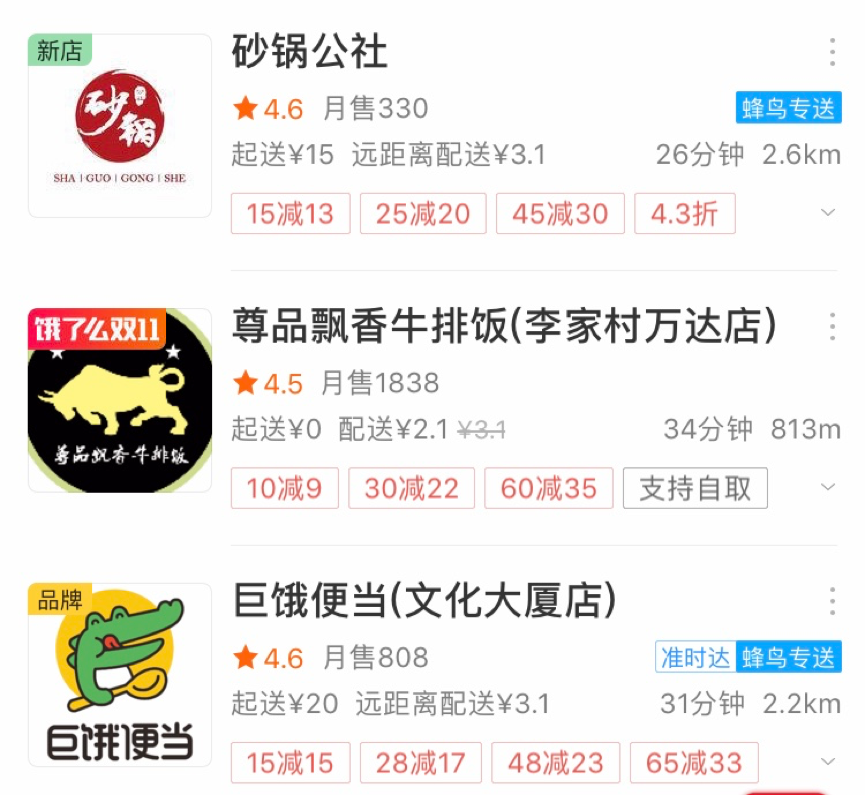 新店
砂锅
SHA | GUO | GONG | SHE
砂锅公社
4.6 月售330 蜂鸟专送
起送¥15 远距离配送¥3.1 26分钟 2.6km
15减13 25减20 45减30 4.3折
饿了么双11
尊品飘香牛排饭
尊品飘香牛排饭(李家村万达店)
4.5 月售1838
起送¥0 配送¥2.1 ¥3.1 34分钟 813m
10减9 30减22 60减35 支持自取
品牌
巨饿便当
巨饿便当(文化大厦店)
4.6 月售808 准时达 蜂鸟专送
起送¥20 远距离配送¥3.1 31分钟 2.2km
15减15 28减17 48减23 65减33